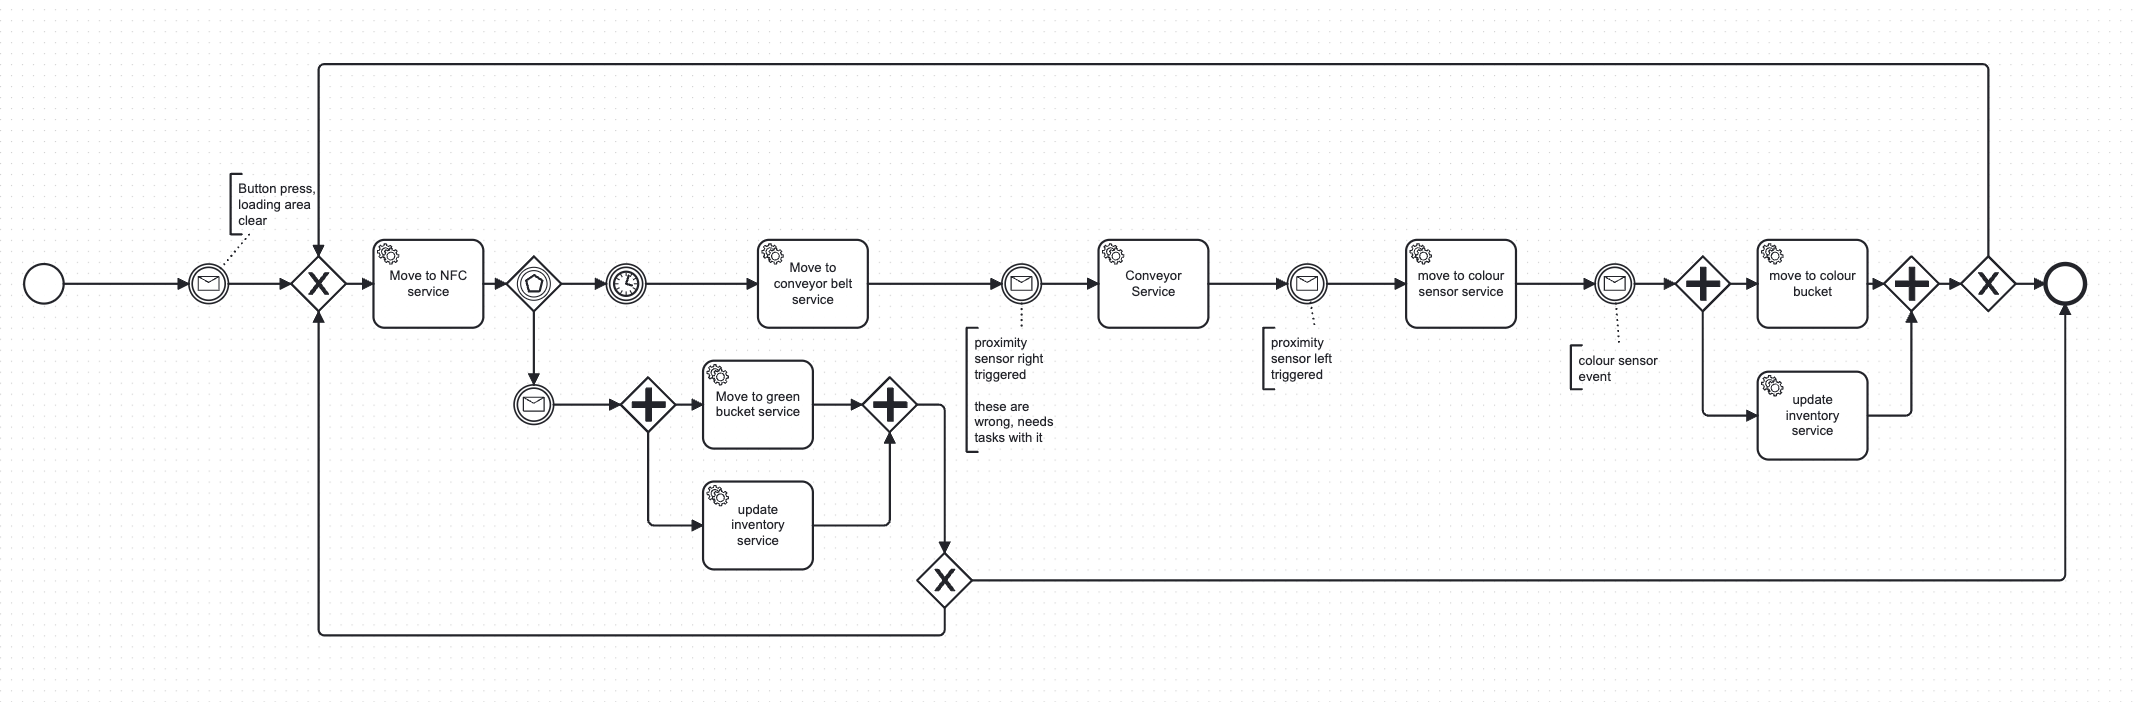 Button press,
loading area
clear
Move to NFC
service
Move to
conveyor belt
service
Conveyor
Service
move to colour
sensor service
move to colour
bucket
proximity
sensor right
triggered
these are
wrong, needs
tasks with it
proximity
sensor left
triggered
colour sensor
event
Move to green
bucket service
update
inventory
service
update
inventory
service